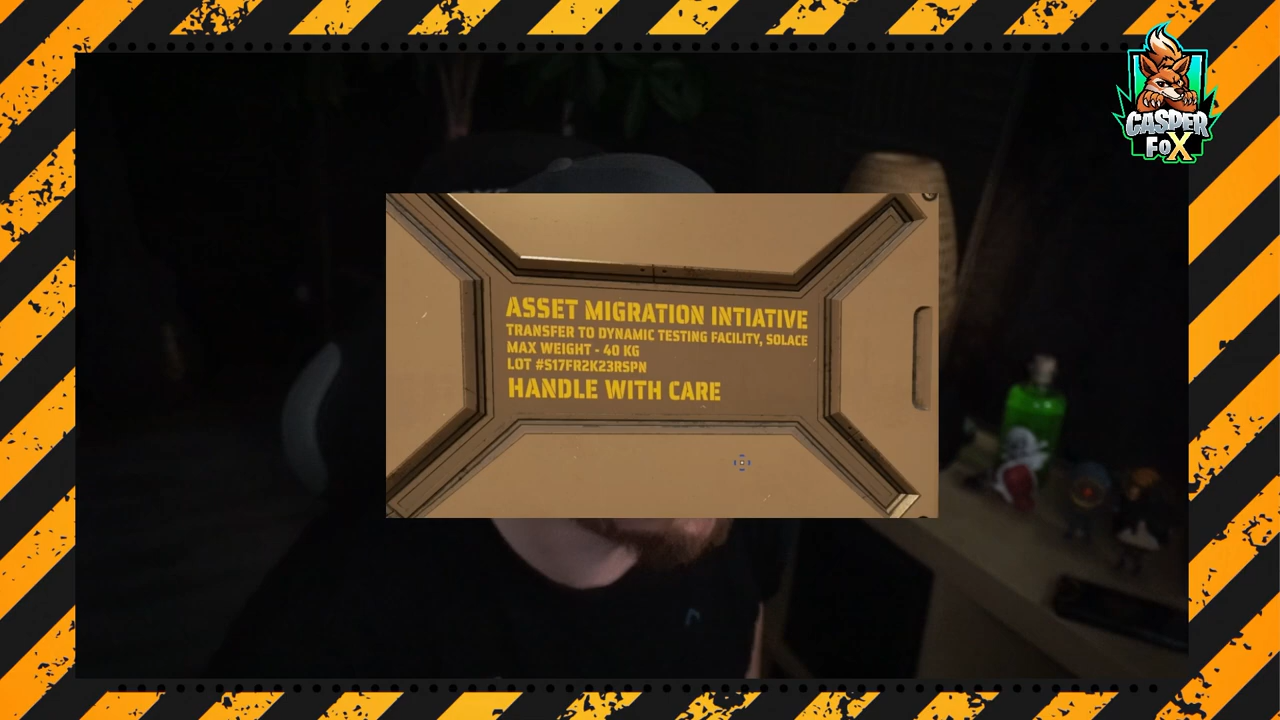 CASPER
FOX
ASSET MIGRATION INTIATIVE
TRANSFER TO DYNAMIC TESTING FACILITY, SOLACE
MAX WEIGHT - 40 KG
LOT #S17FR2K23RSPN
HANDLE WITH CARE